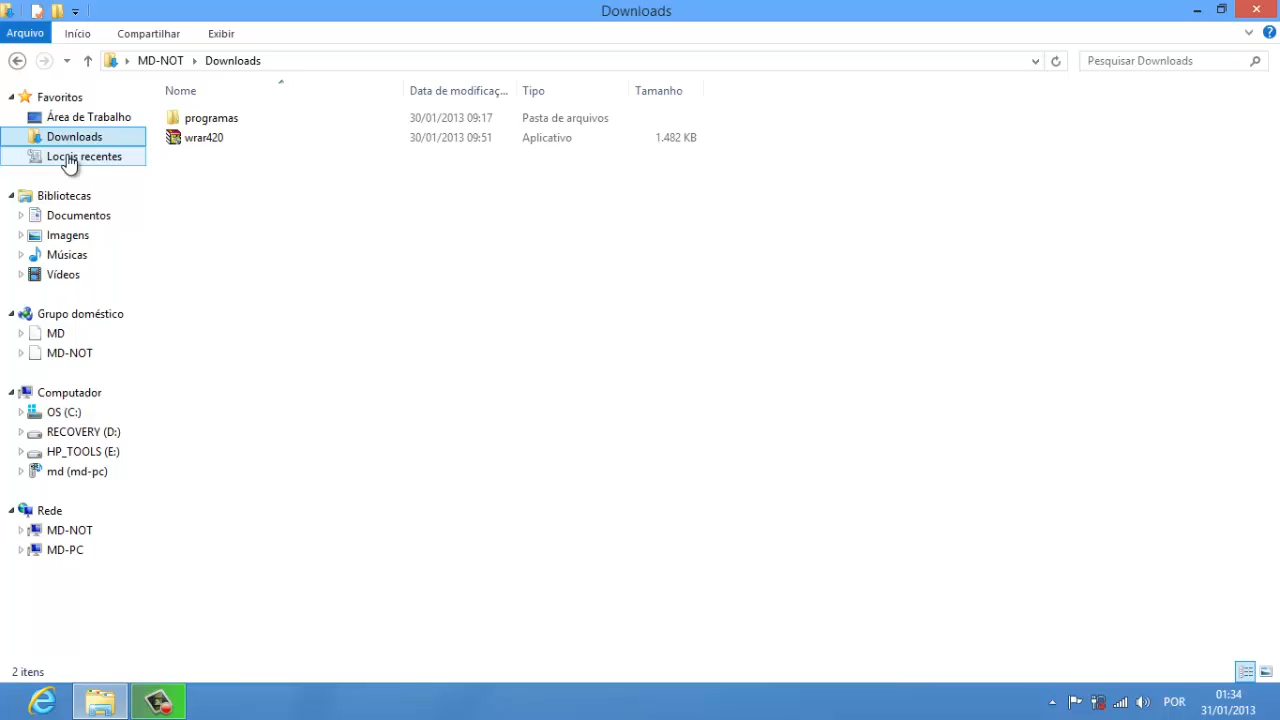 Downloads
Arquivo Início Compartilhar Exibir
MD-NOT Downloads Pesquisar Downloads
Nome Data de modificaç... Tipo Tamanho
programas 30/01/2013 09:17 Pasta de arquivos
wrar420 30/01/2013 09:51 Aplicativo 1.482 KB
Favoritos
Área de Trabalho
Downloads
Locais recentes
Bibliotecas
Documentos
Imagens
Músicas
Vídeos
Grupo doméstico
MD
MD-NOT
Computador
OS (C:)
RECOVERY (D:)
HP_TOOLS (E:)
md (md-pc)
Rede
MD-NOT
MD-PC
2 itens
POR
01:34
31/01/2013